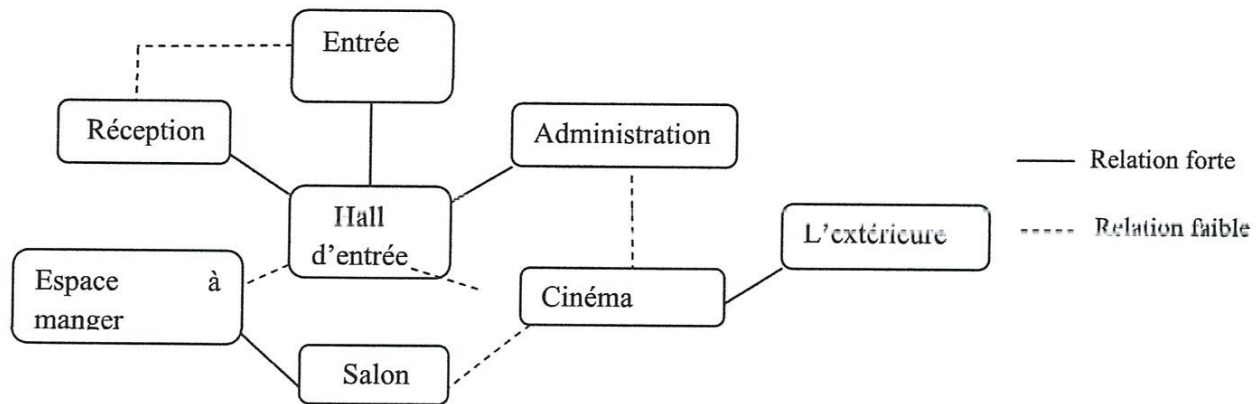 Entrée
Réception
Administration
Relation forte
Hall
d'entrée
L'extérieure
Relation faible
Espace à
manger
Cinéma
Salon